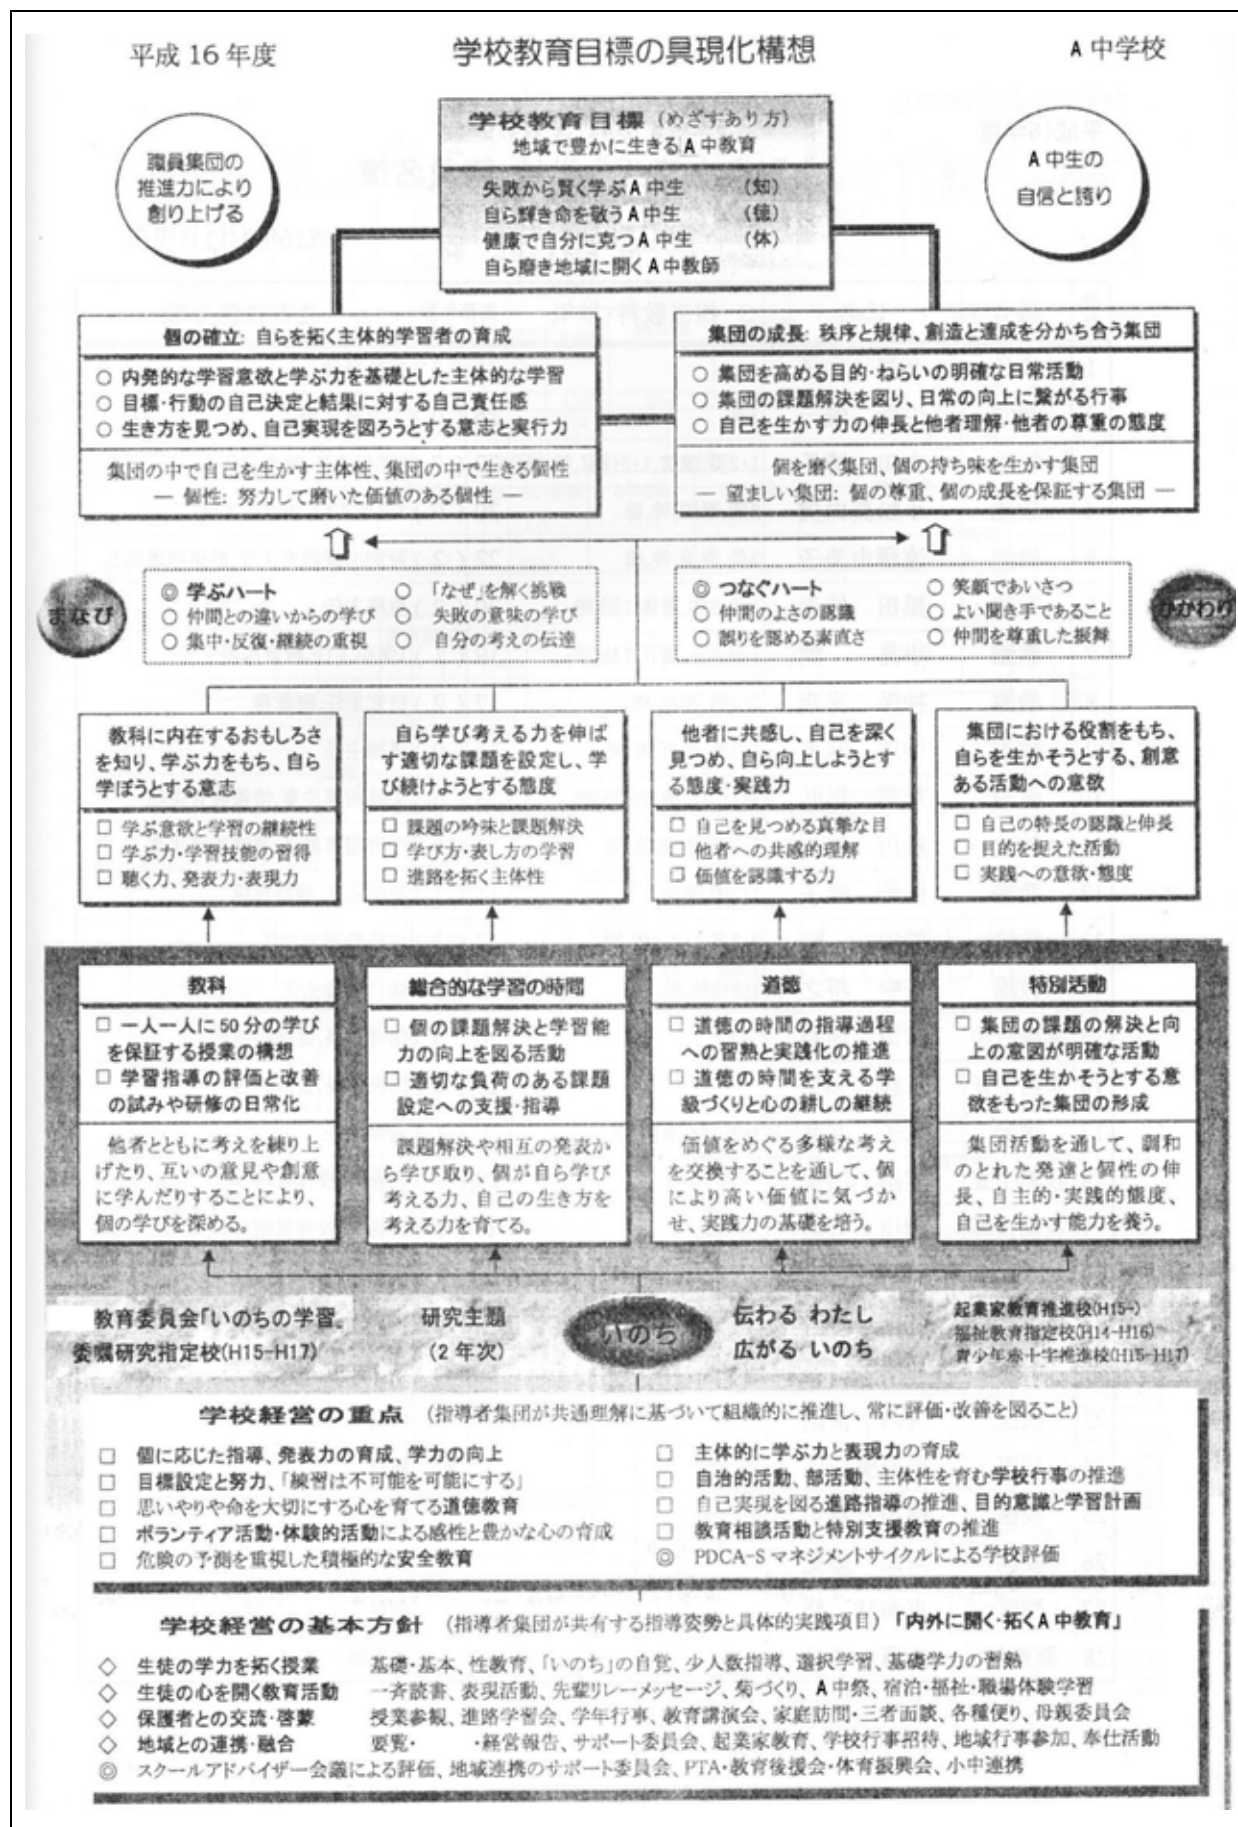 平成 16 年度
学校教育目標の具現化構想
A 中学校
職員集団の
推進力により
創り上げる
学校教育目標 (めざすあり方)
地域で豊かに生きる A 中教育
失敗から賢く学ぶ A 中生 (知)
自ら輝き命を敬う A 中生 (徳)
健康で自分に克つ A 中生 (体)
自ら磨き地域に開く A 中教師
A 中生の
自信と誇り
個の確立: 自らを拓く主体的学習者の育成
○ 内発的な学習意欲と学ぶ力を基礎とした主体的な学習
○ 目標・行動の自己決定と結果に対する自己責任感
○ 生き方を見つめ、自己実現を図ろうとする意志と実行力
集団の中で自己を生かす主体性、集団の中で生きる個性
― 個性: 努力して磨いた価値のある個性 ―
集団の成長: 秩序と規律、創造と達成を分かち合う集団
○ 集団を高める目的・ねらいの明確な日常活動
○ 集団の課題解決を図り、日常の向上に繋がる行事
○ 自己を生かす力の伸長と他者理解・他者の尊重の態度
個を磨く集団、個の持ち味を生かす集団
― 望ましい集団: 個の尊重、個の成長を保証する集団 ―
まなび
◎ 学ぶハート ○ 「なぜ」を解く挑戦
○ 仲間との違いからの学び ○ 失敗の意味の学び
○ 集中・反復・継続の重視 ○ 自分の考えの伝達
◎ つなぐハート ○ 笑顔であいさつ
○ 仲間のよさの認識 ○ よい聞き手であること
○ 誤りを認める素直さ ○ 仲間を尊重した振舞
かかわり
教科に内在するおもしろさ
を知り、学ぶ力をもち、自ら
学ぼうとする意志
□ 学ぶ意欲と学習の継続性
□ 学ぶ力・学習技能の習得
□ 聴く力、発表力・表現力
自ら学び考える力を伸ば
す適切な課題を設定し、学
び続けようとする態度
□ 課題の吟味と課題解決
□ 学び方・表し方の学習
□ 進路を拓く主体性
他者に共感し、自己を深く
見つめ、自ら向上しようとす
る態度・実践力
□ 自己を見つめる真摯な目
□ 他者への共感的理解
□ 価値を認識する力
集団における役割をもち、
自らを生かそうとする、創意
ある活動への意欲
□ 自己の特長の認識と伸長
□ 目的を捉えた活動
□ 実践への意欲・態度
教科
□ 一人一人に 50 分の学び
を保証する授業の構想
□ 学習指導の評価と改善
の試みや研修の日常化
他者とともに考えを練り上
げたり、互いの意見や創意
に学んだりすることにより、
個の学びを深める。
総合的な学習の時間
□ 個の課題解決と学習能
力の向上を図る活動
□ 適切な負荷のある課題
設定への支援・指導
課題解決や相互の発表か
ら学び取り、個が自ら学び
考える力、自己の生き方を
考える力を育てる。
道徳
□ 道徳の時間の指導過程
への習熟と実践化の推進
□ 道徳の時間を支える学
級づくりと心の耕しの継続
価値をめぐる多様な考え
を交換することを通して、個
により高い価値に気づか
せ、実践力の基礎を培う。
特別活動
□ 集団の課題の解決と向
上の意図が明確な活動
□ 自己を生かそうとする意
欲をもった集団の形成
集団活動を通して、調和
のとれた発達と個性の伸
長、自主的・実践的態度、
自己を生かす能力を養う。
教育委員会「いのちの学習」
委嘱研究指定校(H15-H17)
研究主題
(2 年次)
いのち
伝わる わたし
広がる いのち
起業家教育推進校(H15-)
福祉教育指定校(H14-H16)
青少年赤十字推進校(H15-H17)
学校経営の重点 (指導者集団が共通理解に基づいて組織的に推進し、常に評価・改善を図ること)
□ 個に応じた指導、発表力の育成、学力の向上
□ 目標設定と努力、「練習は不可能を可能にする」
□ 思いやりや命を大切にする心を育てる道徳教育
□ ボランティア活動・体験的活動による感性と豊かな心の育成
□ 危険の予測を重視した積極的な安全教育
□ 主体的に学ぶ力と表現力の育成
□ 自治的活動、部活動、主体性を育む学校行事の推進
□ 自己実現を図る進路指導の推進、目的意識と学習計画
□ 教育相談活動と特別支援教育の推進
◎ PDCA-S マネジメントサイクルによる学校評価
学校経営の基本方針 (指導者集団が共有する指導姿勢と具体的実践項目) 「内外に開く・拓く A 中教育」
◇ 生徒の学力を拓く授業 基礎・基本、性教育、「いのち」の自覚、少人数指導、選択学習、基礎学力の習熟
◇ 生徒の心を開く教育活動 一斉読書、表現活動、先輩リレーメッセージ、菊づくり、A 中祭、宿泊・福祉・職場体験学習
◇ 保護者との交流・啓蒙 授業参観、進路学習会、学年行事、教育講演会、家庭訪問・三者面談、各種便り、母親委員会
◇ 地域との連携・融合 要覧・ ・経営報告、サポート委員会、起業家教育、学校行事招待、地域行事参加、奉仕活動
◎ スクールアドバイザー会議による評価、地域連携のサポート委員会、PTA・教育後援会・体育振興会、小中連携